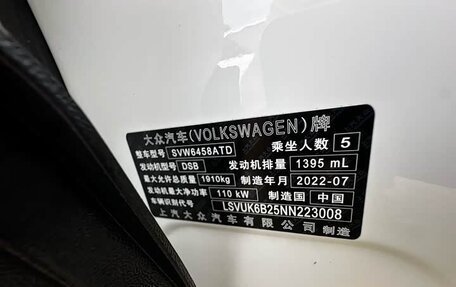 大众汽车(VOLKSWAGEN)牌
整车型号 SVW6458ATD 乘坐人数 5
发动机型号 DSB 发动机排量 1395 mL
最大允许总质量 1910kg 制造年月 2022-07
发动机最大净功率 110 kW 制造国 中国
车辆识别代号 LSVUK6B25NN223008
上汽大众汽车有限公司 制造